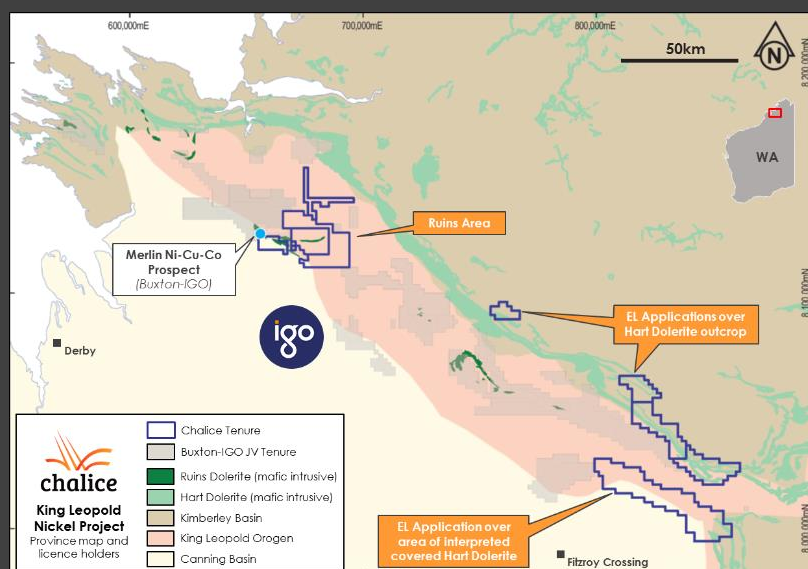 600,000mE
700,000mE
800,000mE
50km
N
8,200,000mN
WA
Ruins Area
Merlin Ni-Cu-Co
Prospect
(Buxton-IGO)
8,100,000mN
EL Applications over
Hart Dolerite outcrop
igo
Derby
Chalice Tenure
Buxton-IGO JV Tenure
Ruins Dolerite (mafic intrusive)
Hart Dolerite (mafic intrusive)
Kimberley Basin
King Leopold Orogen
Canning Basin
chalice
King Leopold
Nickel Project
Province map and
licence holders
EL Application over
area of interpreted
covered Hart Dolerite
Fitzroy Crossing
8,000,000mN